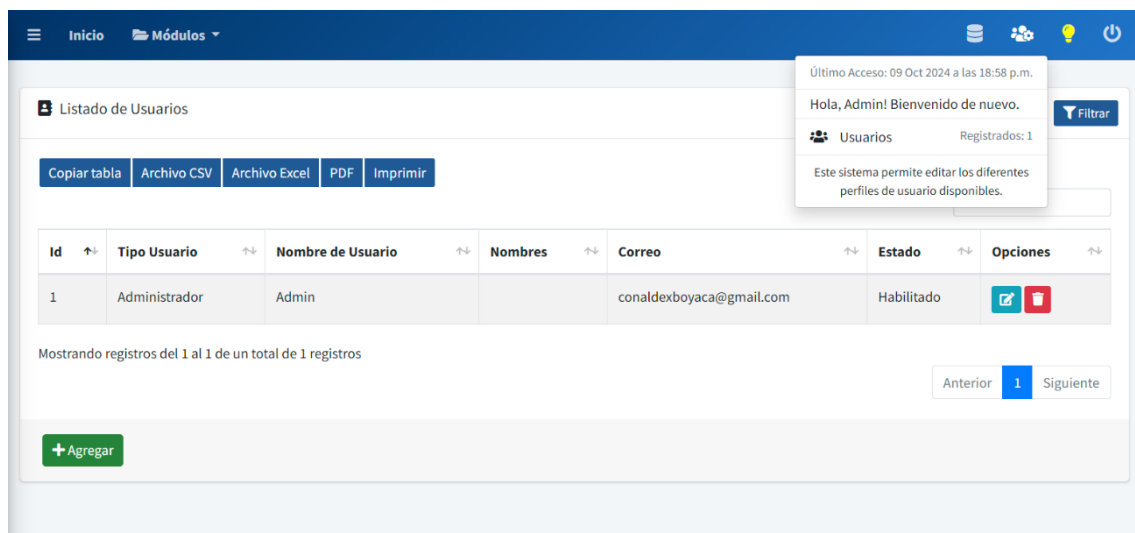 Inicio Módulos
Último Acceso: 09 Oct 2024 a las 18:58 p.m.
Hola, Admin! Bienvenido de nuevo.
Usuarios Registrados: 1
Este sistema permite editar los diferentes
perfiles de usuario disponibles.
Listado de Usuarios
Filtrar
Copiar tabla Archivo CSV Archivo Excel PDF Imprimir
Id Tipo Usuario Nombre de Usuario Nombres Correo Estado Opciones
1 Administrador Admin conaldexboyaca@gmail.com Habilitado
Mostrando registros del 1 al 1 de un total de 1 registros
Anterior 1 Siguiente
Agregar